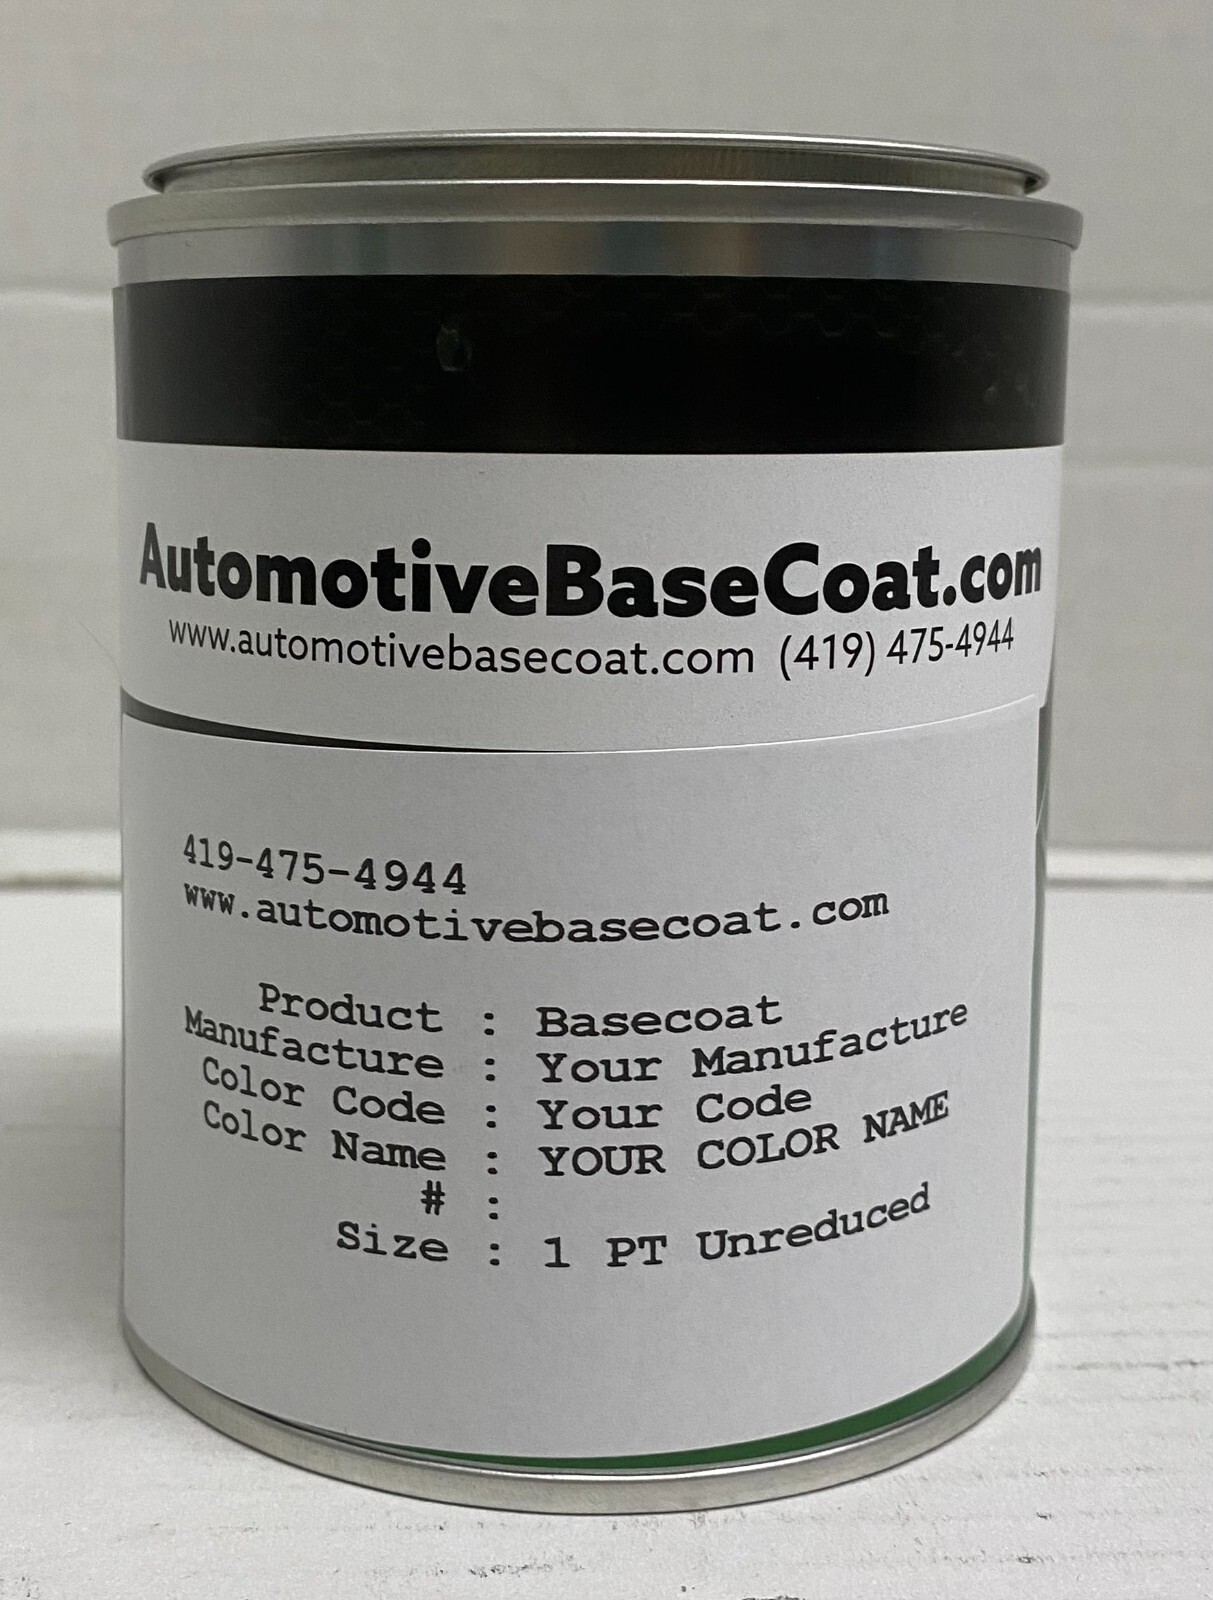 AutomotiveBaseCoat.com
www.automotivebasecoat.com (419) 475-4944
419-475-4944
www.automotivebasecoat.com
Product : Basecoat
Manufacture : Your Manufacture
Color Code : Your Code
Color Name : YOUR COLOR NAME
# :
Size : 1 PT Unreduced